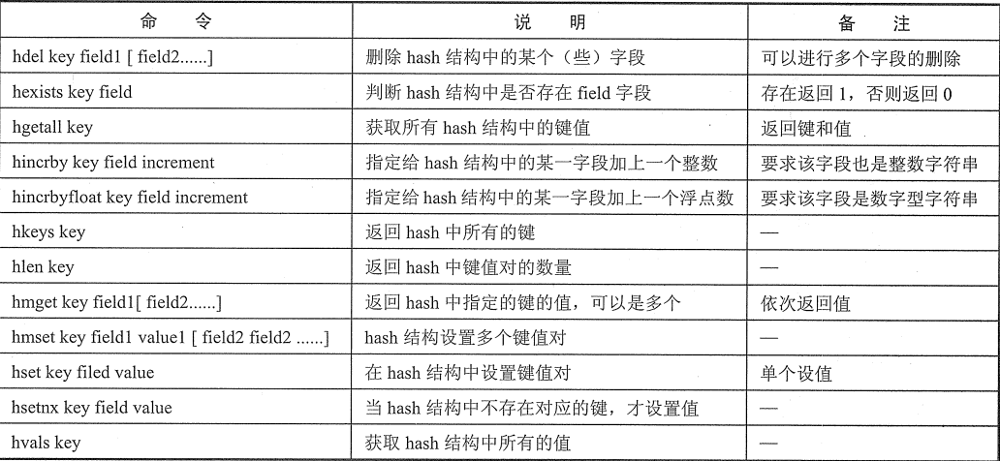 命 令 说 明 备 注
hdel key field1 [ field2......] 删除 hash 结构中的某个（些）字段 可以进行多个字段的删除
hexists key field 判断 hash 结构中是否存在 field 字段 存在返回 1，否则返回 0
hgetall key 获取所有 hash 结构中的键值 返回键和值
hincrby key field increment 指定给 hash 结构中的某一字段加上一个整数 要求该字段也是整数字符串
hincrbyfloat key field increment 指定给 hash 结构中的某一字段加上一个浮点数 要求该字段是数字型字符串
hkeys key 返回 hash 中所有的键 —
hlen key 返回 hash 中键值对的数量 —
hmget key field1[ field2......] 返回 hash 中指定的键的值，可以是多个 依次返回值
hmset key field1 value1 [ field2 field2 ......] hash 结构设置多个键值对 —
hset key filed value 在 hash 结构中设置键值对 单个设值
hsetnx key field value 当 hash 结构中不存在对应的键，才设置值 —
hvals key 获取 hash 结构中所有的值 —